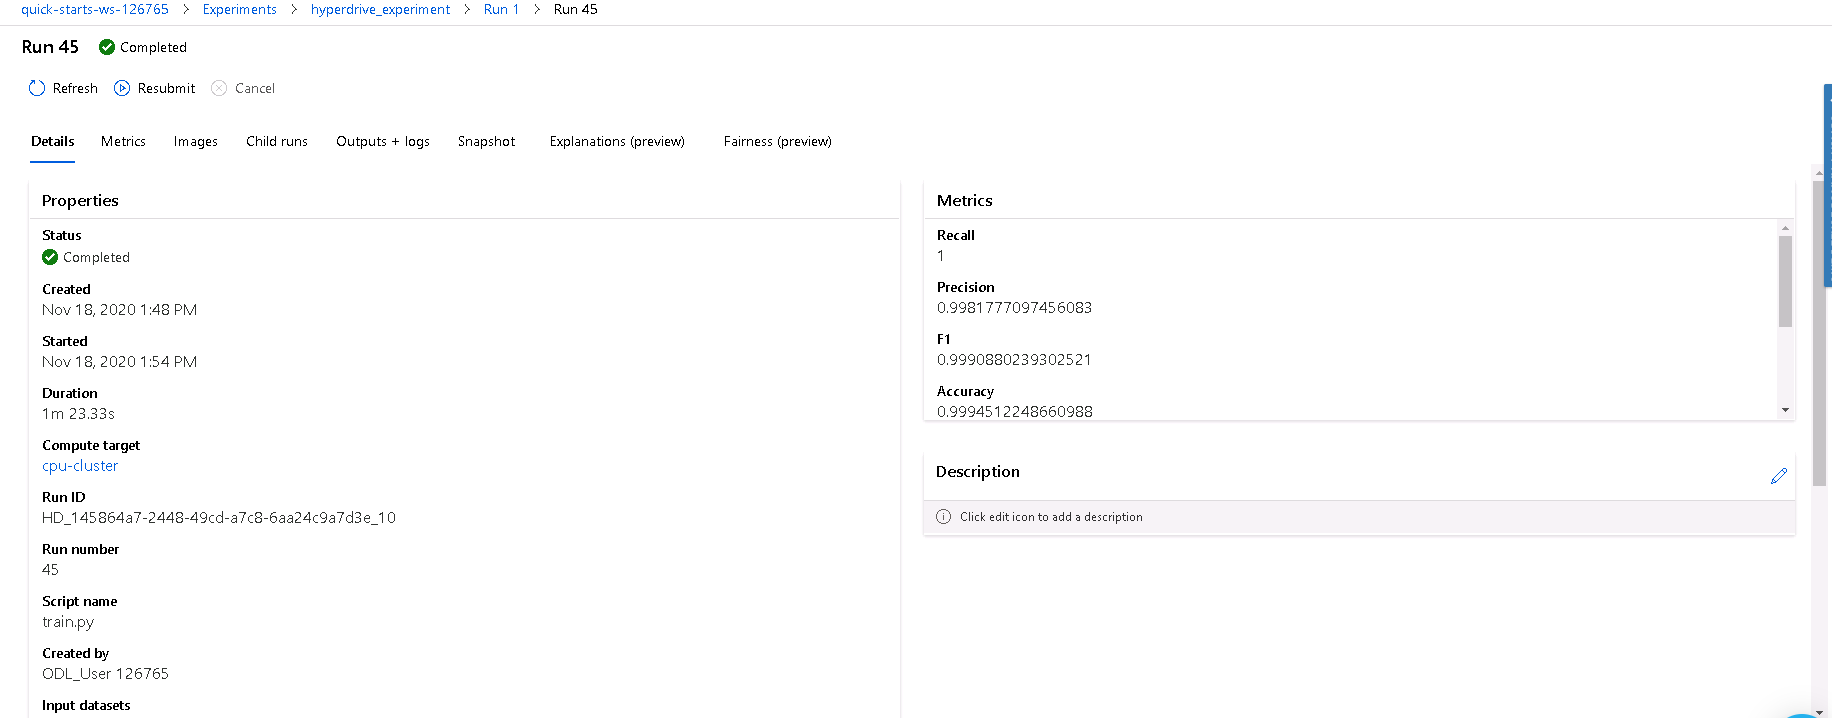 quick-starts-ws-126765 > Experiments > hyperdrive_experiment > Run 1 > Run 45
Run 45 Completed
Refresh Resubmit Cancel
Details Metrics Images Child runs Outputs + logs Snapshot Explanations (preview) Fairness (preview)
Properties
Status
Completed
Created
Nov 18, 2020 1:48 PM
Started
Nov 18, 2020 1:54 PM
Duration
1m 23.33s
Compute target
cpu-cluster
Run ID
HD_145864a7-2448-49cd-a7c8-6aa24c9a7d3e_10
Run number
45
Script name
train.py
Created by
ODL_User 126765
Input datasets
Metrics
Recall
1
Precision
0.9981777097456083
F1
0.9990880239302521
Accuracy
0.9994512248660988
Description
Click edit icon to add a description